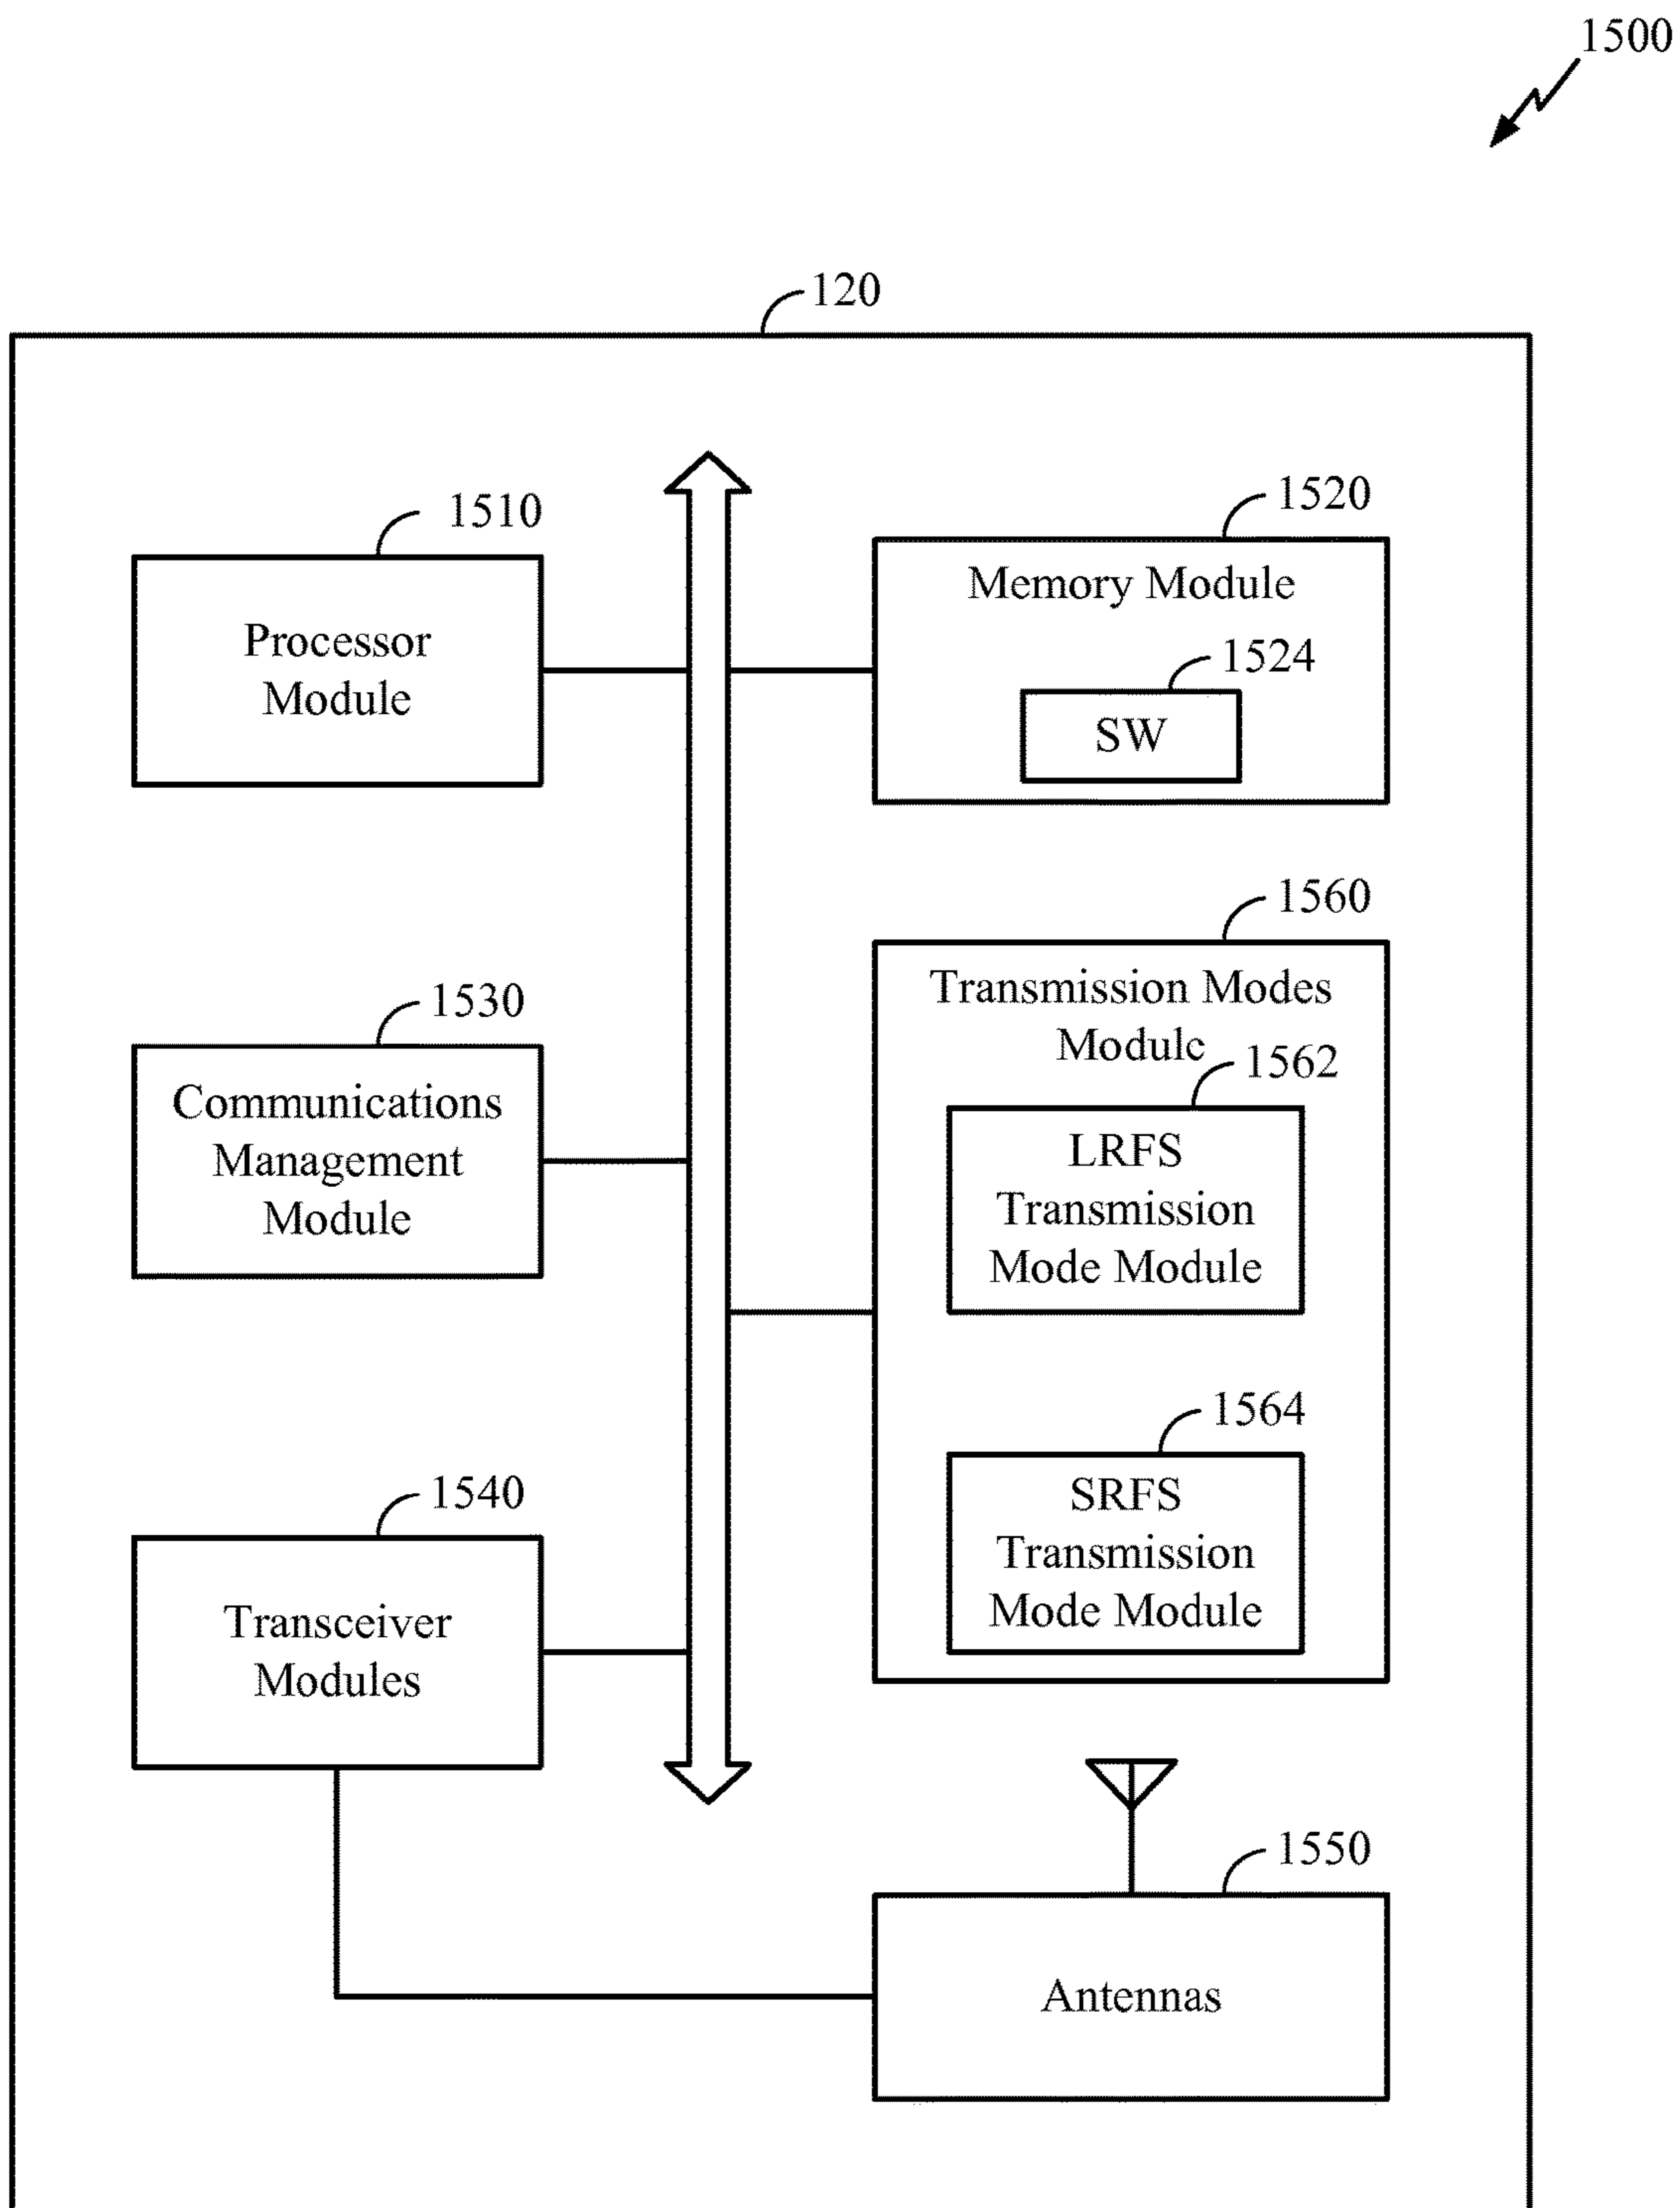 1500
120
1510
Processor
Module
1520
Memory Module
1524
SW
1530
Communications
Management
Module
1560
Transmission Modes
Module
1562
LRFS
Transmission
Mode Module
1564
SRFS
Transmission
Mode Module
1540
Transceiver
Modules
1550
Antennas